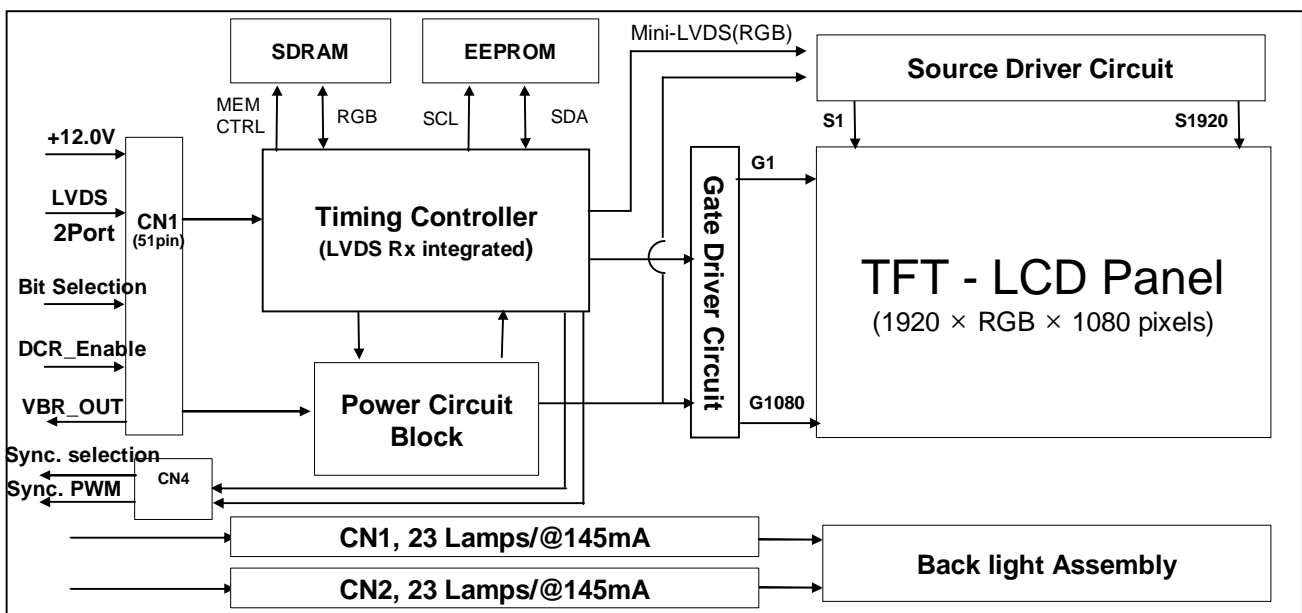 SDRAM
EEPROM
Mini-LVDS(RGB)
Source Driver Circuit
MEM
CTRL
RGB
SCL
SDA
S1
S1920
+12.0V
LVDS
2Port
CN1
(51pin)
Timing Controller
(LVDS Rx integrated)
Gate Driver Circuit
G1
TFT - LCD Panel
(1920 × RGB × 1080 pixels)
Bit Selection
DCR_Enable
VBR_OUT
Power Circuit
Block
G1080
Sync. selection
Sync. PWM
CN4
CN1, 23 Lamps/@145mA
CN2, 23 Lamps/@145mA
Back light Assembly